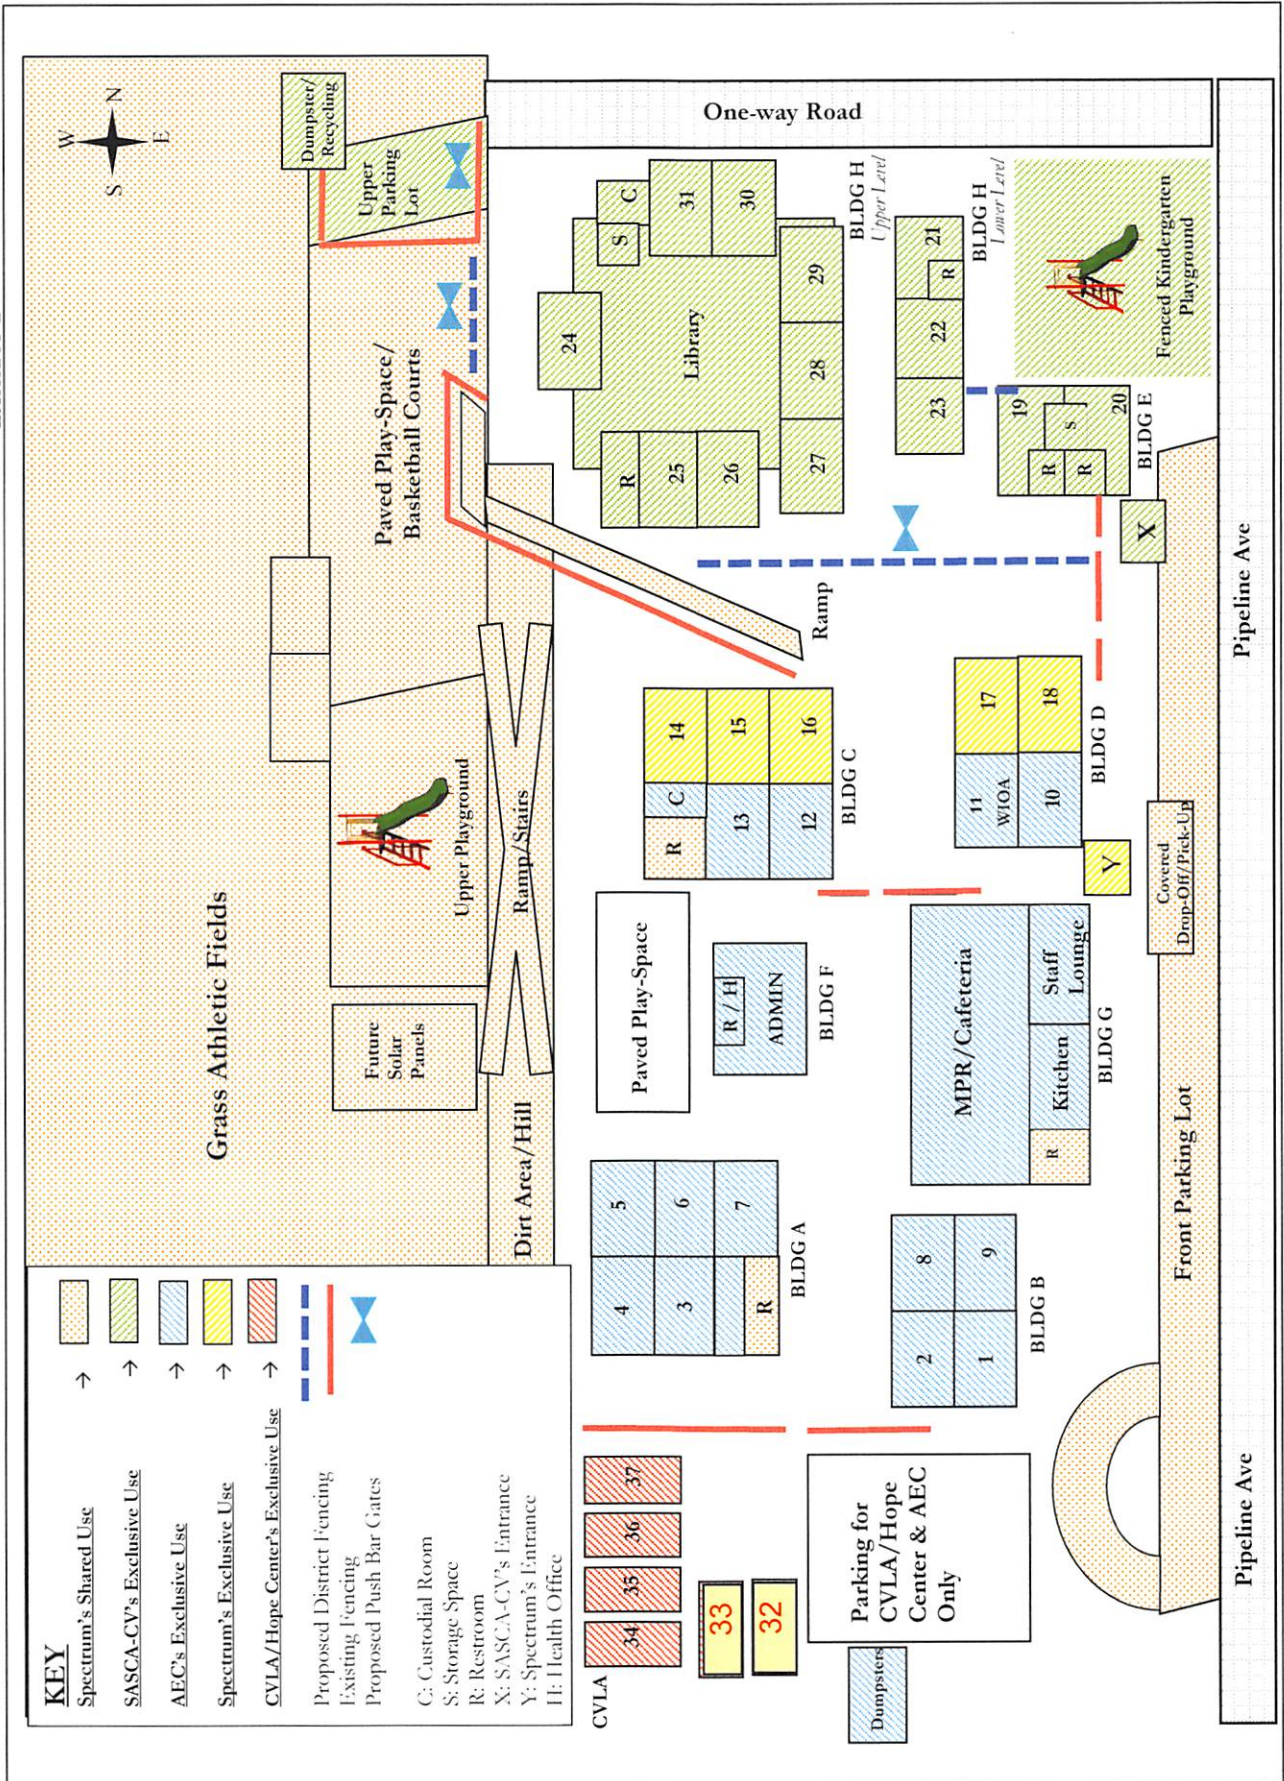 KEY
Spectrum's Shared Use →
SASCA-CV's Exclusive Use →
AEC's Exclusive Use →
Spectrum's Exclusive Use →
CVLA/Hope Center's Exclusive Use →
Proposed District Fencing
Existing Fencing
Proposed Push Bar Gates
C: Custodial Room
S: Storage Space
R: Restroom
X: SASCA-CV's Entrance
Y: Spectrum's Entrance
H: Health Office
Grass Athletic Fields
W
N
S
E
Dumpster/
Recycling
Upper
Parking
Lot
One-way Road
Paved Play-Space/
Basketball Courts
Upper Playground
Future
Solar
Panels
Dirt Area/Hill
Ramp/Stairs
Ramp
CVLA
34
35
36
37
33
32
Dumpsters
Parking for
CVLA/Hope
Center & AEC
Only
4
5
3
6
R
7
BLDG A
2
8
1
9
BLDG B
Paved Play-Space
R / H
ADMIN
BLDG F
MPR/Cafeteria
R
Kitchen
Staff
Lounge
BLDG G
R
C
14
13
15
12
16
BLDG C
11
WIOA
17
10
18
BLDG D
Y
Covered
Drop-Off/Pick-Up
24
S
C
R
25
26
Library
31
30
27
28
29
BLDG H
Upper Level
23
22
R
21
BLDG H
Lower Level
19
R
S
R
20
BLDG E
X
Fenced Kindergarten
Playground
Front Parking Lot
Pipeline Ave
Pipeline Ave